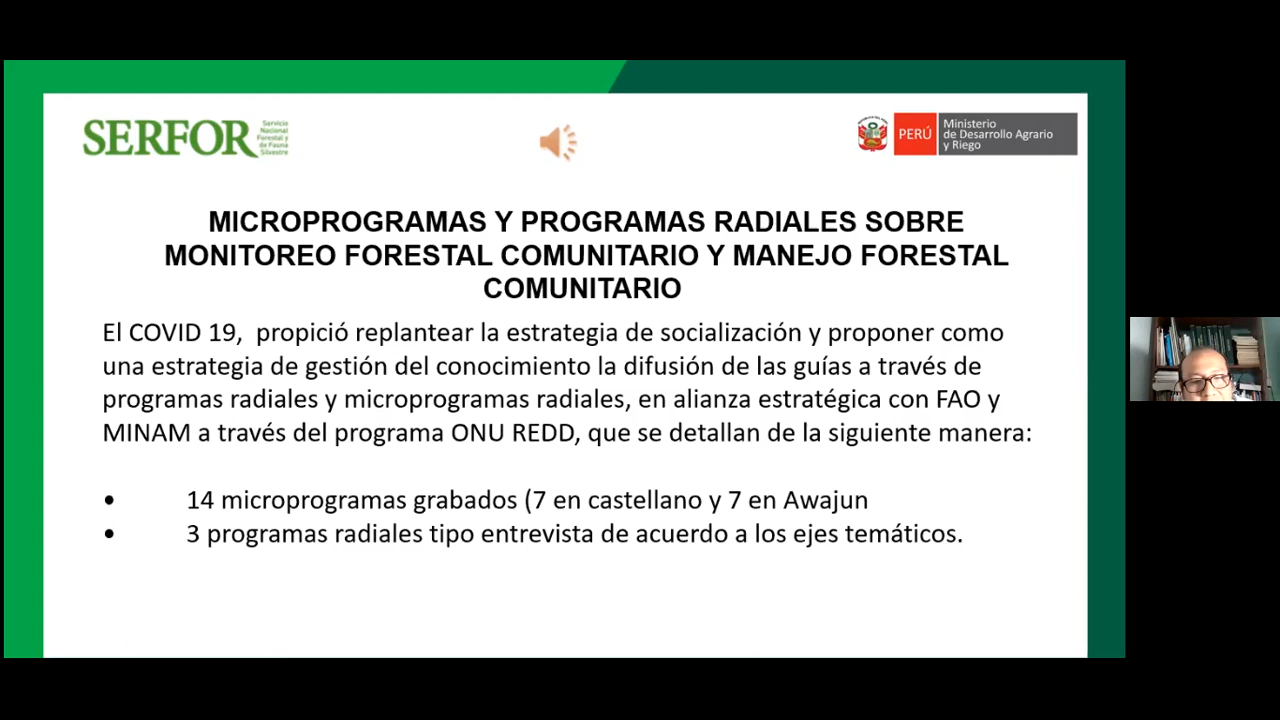 SERFOR
Servicio
Nacional
Forestal y
de Fauna
Silvestre
PERÚ
Ministerio
de Desarrollo Agrario
y Riego
MICROPROGRAMAS Y PROGRAMAS RADIALES SOBRE
MONITOREO FORESTAL COMUNITARIO Y MANEJO FORESTAL
COMUNITARIO
El COVID 19,  propició replantear la estrategia de socialización y proponer como
una estrategia de gestión del conocimiento la difusión de las guías a través de
programas radiales y microprogramas radiales, en alianza estratégica con FAO y
MINAM a través del programa ONU REDD, que se detallan de la siguiente manera:
• 14 microprogramas grabados (7 en castellano y 7 en Awajun
• 3 programas radiales tipo entrevista de acuerdo a los ejes temáticos.